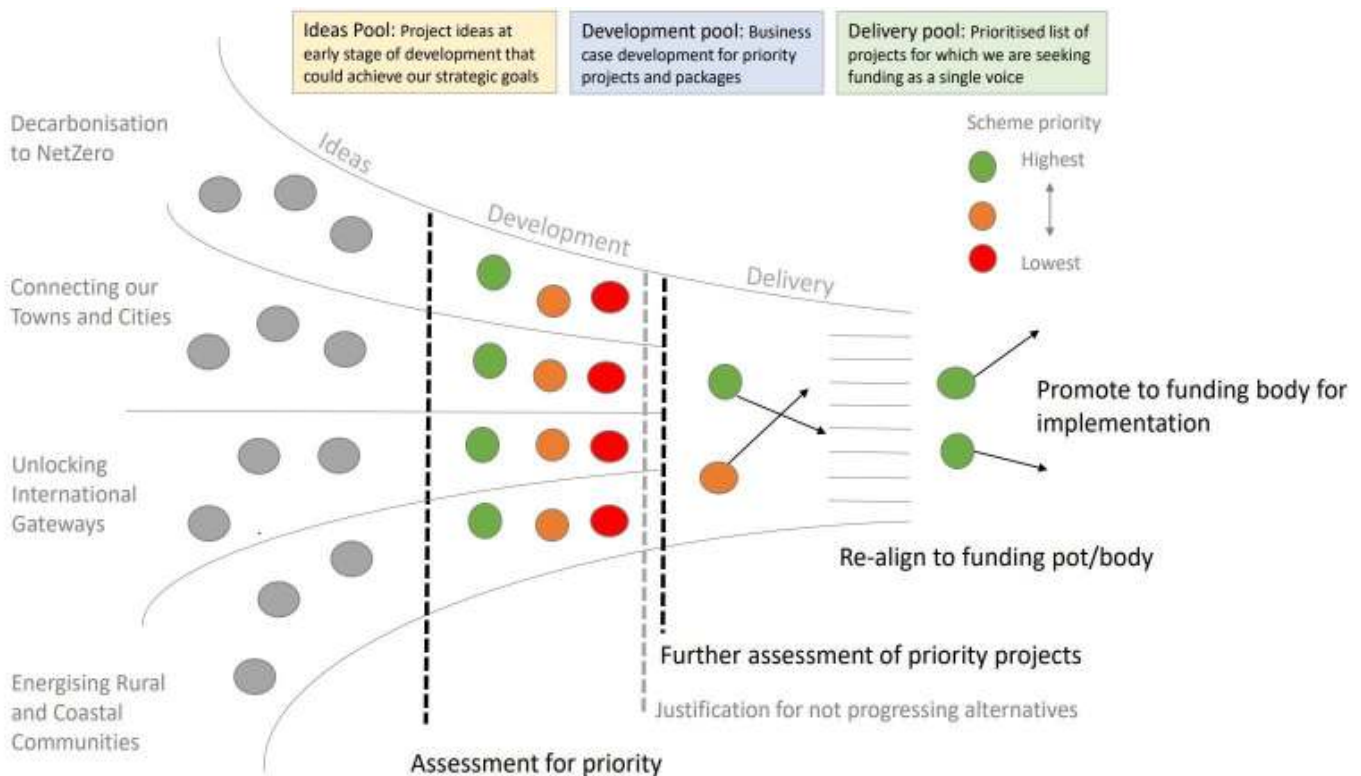 Ideas Pool: Project ideas at
early stage of development that
could achieve our strategic goals
Development pool: Business
case development for priority
projects and packages
Delivery pool: Prioritised list of
projects for which we are seeking
funding as a single voice
Decarbonisation
to NetZero
Ideas
Scheme priority
Highest
Lowest
Development
Delivery
Connecting our
Towns and Cities
Promote to funding body for
implementation
Unlocking
International
Gateways
Re-align to funding pot/body
Further assessment of priority projects
Energising Rural
and Coastal
Communities
Justification for not progressing alternatives
Assessment for priority